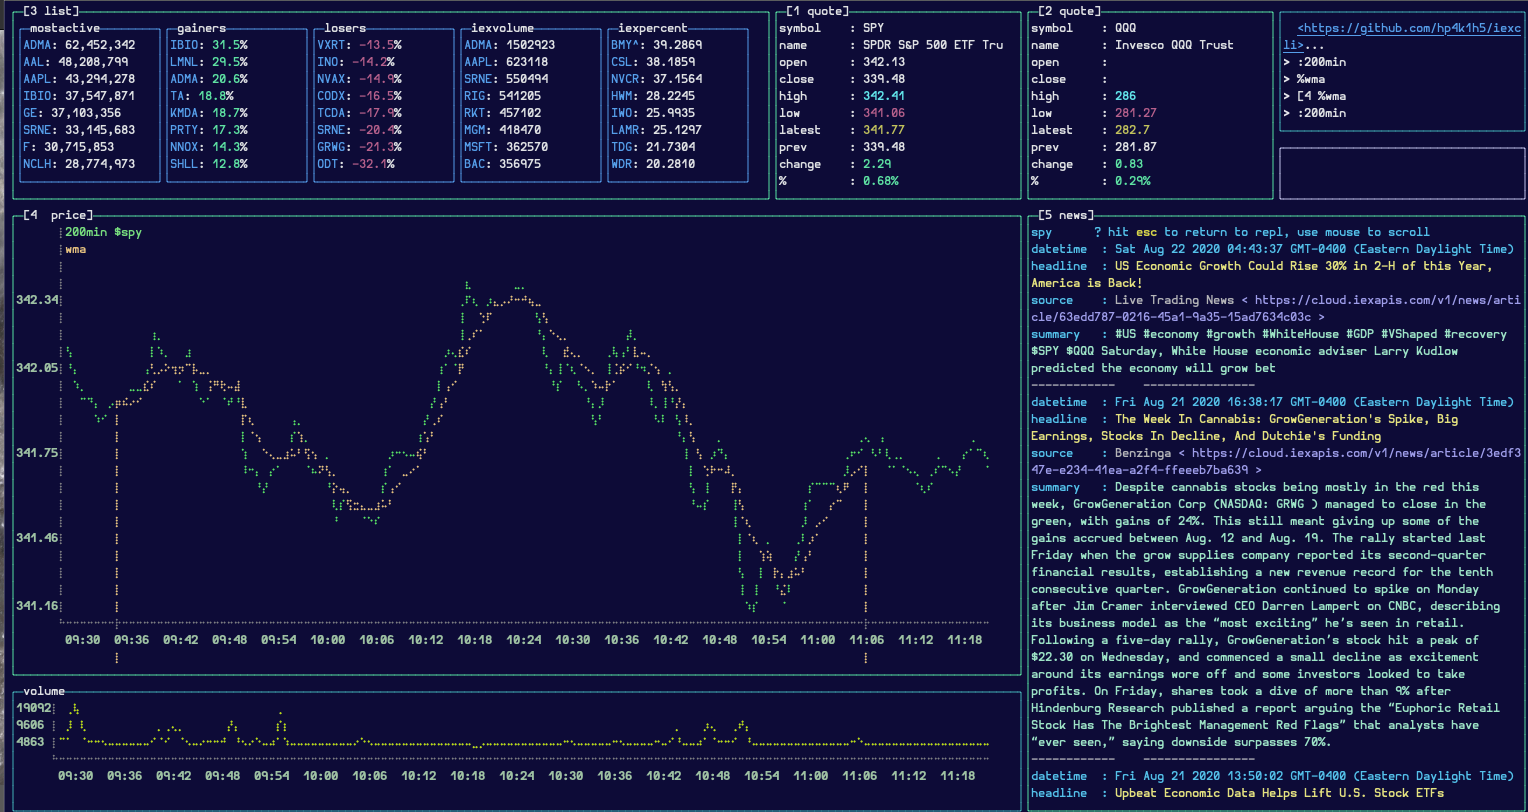 [3 list]
mostactive
ADMA: 62,452,342
AAL: 48,208,799
AAPL: 43,294,278
IBIO: 37,547,871
GE: 37,103,356
SRNE: 33,145,683
F: 30,715,853
NCLH: 28,774,973
gainers
IBIO: 31.5%
LMNL: 29.5%
ADMA: 20.6%
TA: 18.8%
KMDA: 18.7%
PRTY: 17.3%
NNOX: 14.3%
SHLL: 12.8%
losers
VXRT: -13.5%
INO: -14.2%
NVAX: -14.9%
CODX: -16.5%
TCDA: -17.9%
SRNE: -20.4%
GRWG: -21.3%
ODT: -32.1%
iexvolume
ADMA: 1502923
AAPL: 623118
SRNE: 550494
RIG: 541205
RKT: 457102
MGM: 418470
MSFT: 362570
BAC: 356975
iexpercent
BMY^: 39.2869
CSL: 38.1859
NVCR: 37.1564
HWM: 28.2245
IWO: 25.9935
LAMR: 25.1297
TDG: 21.7304
WDR: 20.2810
[1 quote]
symbol : SPY
name : SPDR S&P 500 ETF Tru
open : 342.13
close : 339.48
high : 342.41
low : 341.06
latest : 341.77
prev : 339.48
change : 2.29
% : 0.68%
[2 quote]
symbol : QQQ
name : Invesco QQQ Trust
open :
close :
high : 286
low : 281.27
latest : 282.7
prev : 281.87
change : 0.83
% : 0.29%
<https://github.com/hp4k1h5/iexc
li>...
> :200min
> %wma
> [4 %wma
> :200min
[4 price]
200min $spy
wma
342.34
342.05
341.75
341.46
341.16
09:30 09:36 09:42 09:48 09:54 10:00 10:06 10:12 10:18 10:24 10:30 10:36 10:42 10:48 10:54 11:00 11:06 11:12 11:18
volume
19092
9606
4863
09:30 09:36 09:42 09:48 09:54 10:00 10:06 10:12 10:18 10:24 10:30 10:36 10:42 10:48 10:54 11:00 11:06 11:12 11:18
[5 news]
spy ? hit esc to return to repl, use mouse to scroll
datetime : Sat Aug 22 2020 04:43:37 GMT-0400 (Eastern Daylight Time)
headline : US Economic Growth Could Rise 30% in 2-H of this Year,
America is Back!
source : Live Trading News < https://cloud.iexapis.com/v1/news/arti
cle/63edd787-0216-45a1-9a35-15ad7634c03c >
summary : #US #economy #growth #WhiteHouse #GDP #VShaped #recovery
$SPY $QQQ Saturday, White House economic adviser Larry Kudlow
predicted the economy will grow bet
------------ ----------------
datetime : Fri Aug 21 2020 16:38:17 GMT-0400 (Eastern Daylight Time)
headline : The Week In Cannabis: GrowGeneration's Spike, Big
Earnings, Stocks In Decline, And Dutchie's Funding
source : Benzinga < https://cloud.iexapis.com/v1/news/article/3edf3
47e-e234-41ea-a2f4-ffeeeb7ba639 >
summary : Despite cannabis stocks being mostly in the red this
week, GrowGeneration Corp (NASDAQ: GRWG ) managed to close in the
green, with gains of 24%. This still meant giving up some of the
gains accrued between Aug. 12 and Aug. 19. The rally started last
Friday when the grow supplies company reported its second-quarter
financial results, establishing a new revenue record for the tenth
consecutive quarter. GrowGeneration continued to spike on Monday
after Jim Cramer interviewed CEO Darren Lampert on CNBC, describing
its business model as the “most exciting” he’s seen in retail.
Following a five-day rally, GrowGeneration’s stock hit a peak of
$22.30 on Wednesday, and commenced a small decline as excitement
around its earnings wore off and some investors looked to take
profits. On Friday, shares took a dive of more than 9% after
Hindenburg Research published a report arguing the “Euphoric Retail
Stock Has The Brightest Management Red Flags” that analysts have
“ever seen,” saying downside surpasses 70%.
------------ ----------------
datetime : Fri Aug 21 2020 13:50:02 GMT-0400 (Eastern Daylight Time)
headline : Upbeat Economic Data Helps Lift U.S. Stock ETFs